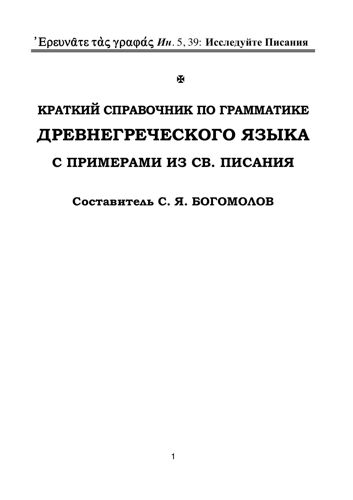 Ἐρευνᾶτε τὰς γραφάς Ин. 5, 39: Исследуйте Писания
✠
КРАТКИЙ СПРАВОЧНИК ПО ГРАММАТИКЕ
ДРЕВНЕГРЕЧЕСКОГО ЯЗЫКА
С ПРИМЕРАМИ ИЗ СВ. ПИСАНИЯ
Составитель С. Я. БОГОМОЛОВ
1